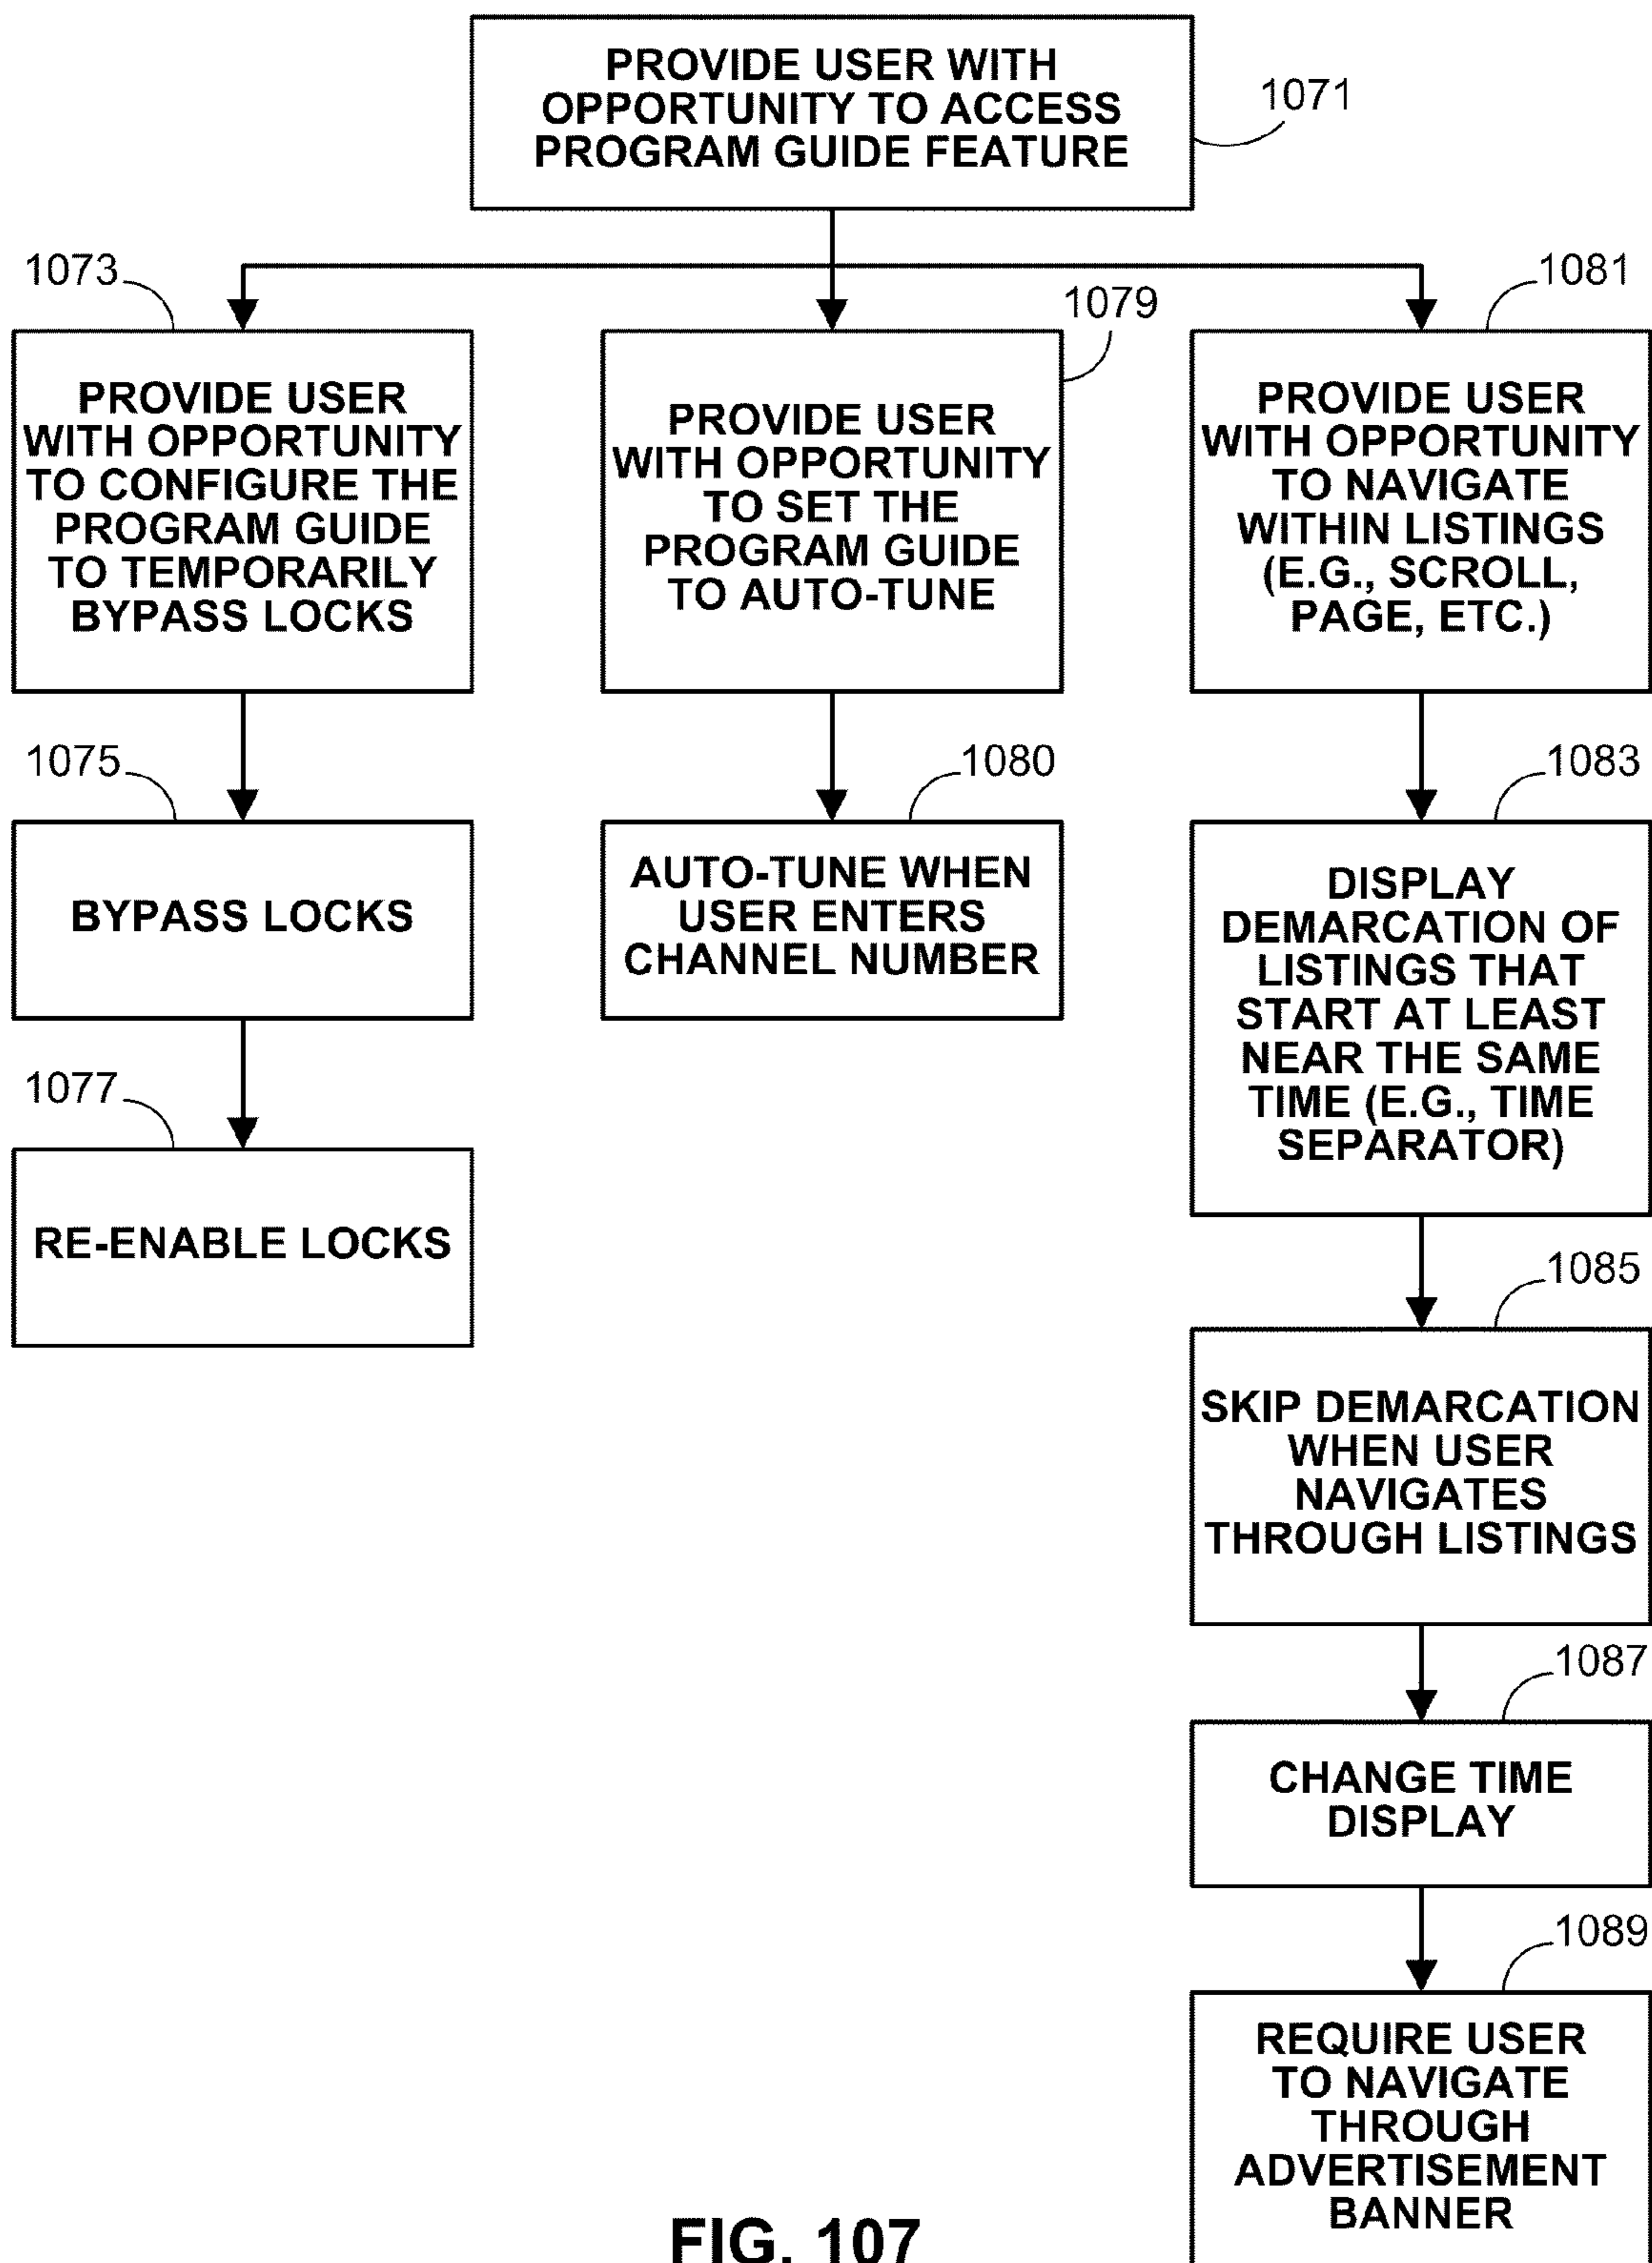 PROVIDE USER WITH
OPPORTUNITY TO ACCESS
PROGRAM GUIDE FEATURE
1071
1073
PROVIDE USER
WITH OPPORTUNITY
TO CONFIGURE THE
PROGRAM GUIDE
TO TEMPORARILY
BYPASS LOCKS
1075
BYPASS LOCKS
1077
RE-ENABLE LOCKS
1079
PROVIDE USER
WITH OPPORTUNITY
TO SET THE
PROGRAM GUIDE
TO AUTO-TUNE
1080
AUTO-TUNE WHEN
USER ENTERS
CHANNEL NUMBER
1081
PROVIDE USER
WITH OPPORTUNITY
TO NAVIGATE
WITHIN LISTINGS
(E.G., SCROLL,
PAGE, ETC.)
1083
DISPLAY
DEMARCATION OF
LISTINGS THAT
START AT LEAST
NEAR THE SAME
TIME (E.G., TIME
SEPARATOR)
1085
SKIP DEMARCATION
WHEN USER
NAVIGATES
THROUGH LISTINGS
1087
CHANGE TIME
DISPLAY
1089
REQUIRE USER
TO NAVIGATE
THROUGH
ADVERTISEMENT
BANNER
FIG. 107